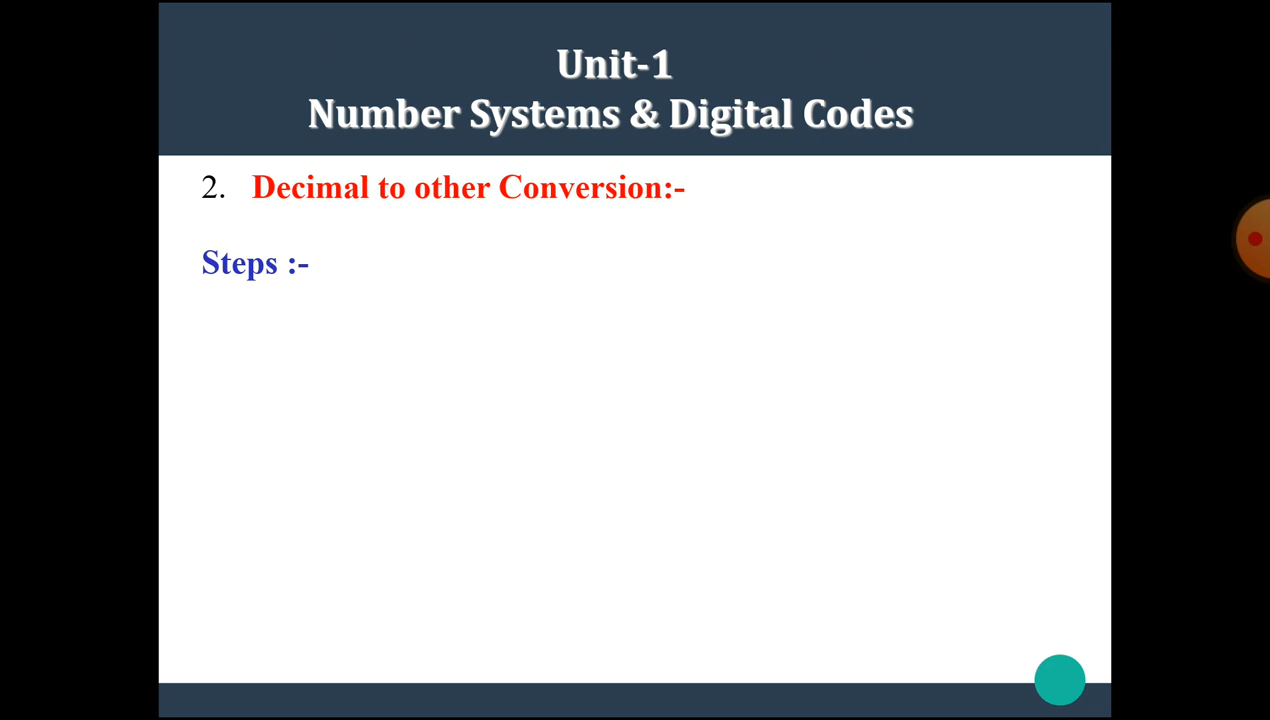 Unit-1
Number Systems & Digital Codes
2. Decimal to other Conversion:-
Steps :-